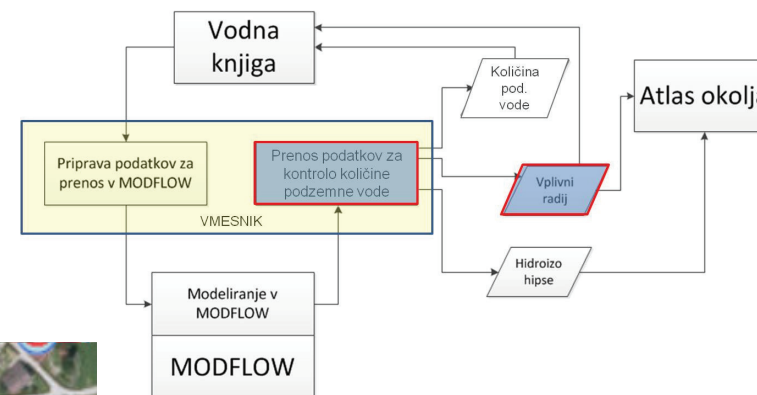 Vodna
knjiga
Količina
pod.
vode
Atlas okolja
Priprava podatkov za
prenos v MODFLOW
Prenos podatkov za
kontrolo količine
podzemne vode
VMESNIK
Vplivni
radij
Hidroizo
hipse
Modeliranje v
MODFLOW
MODFLOW